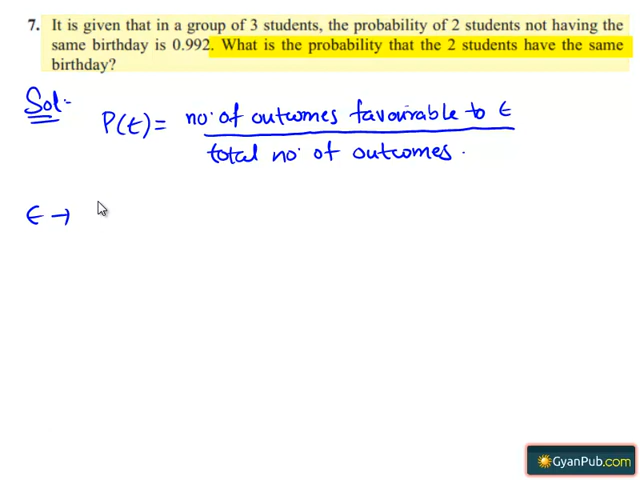 7. It is given that in a group of 3 students, the probability of 2 students not having the
same birthday is 0.992. What is the probability that the 2 students have the same
birthday?
Sol:-
P(E) = no. of outcomes favourable to E
total no. of outcomes.
E →
GyanPub.com